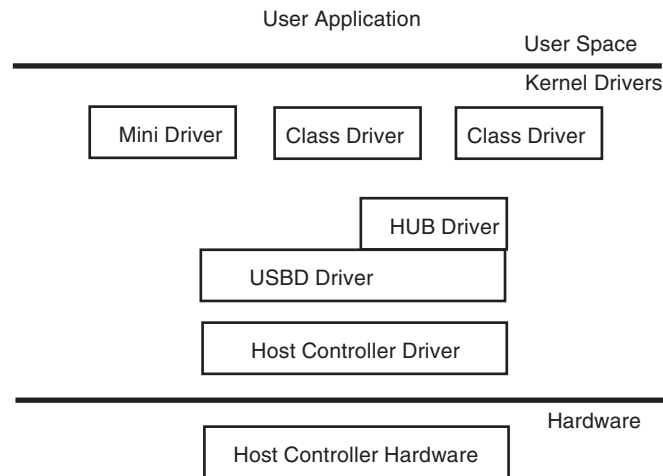 User Application
User Space
Kernel Drivers
Mini Driver
Class Driver
Class Driver
HUB Driver
USBD Driver
Host Controller Driver
Hardware
Host Controller Hardware